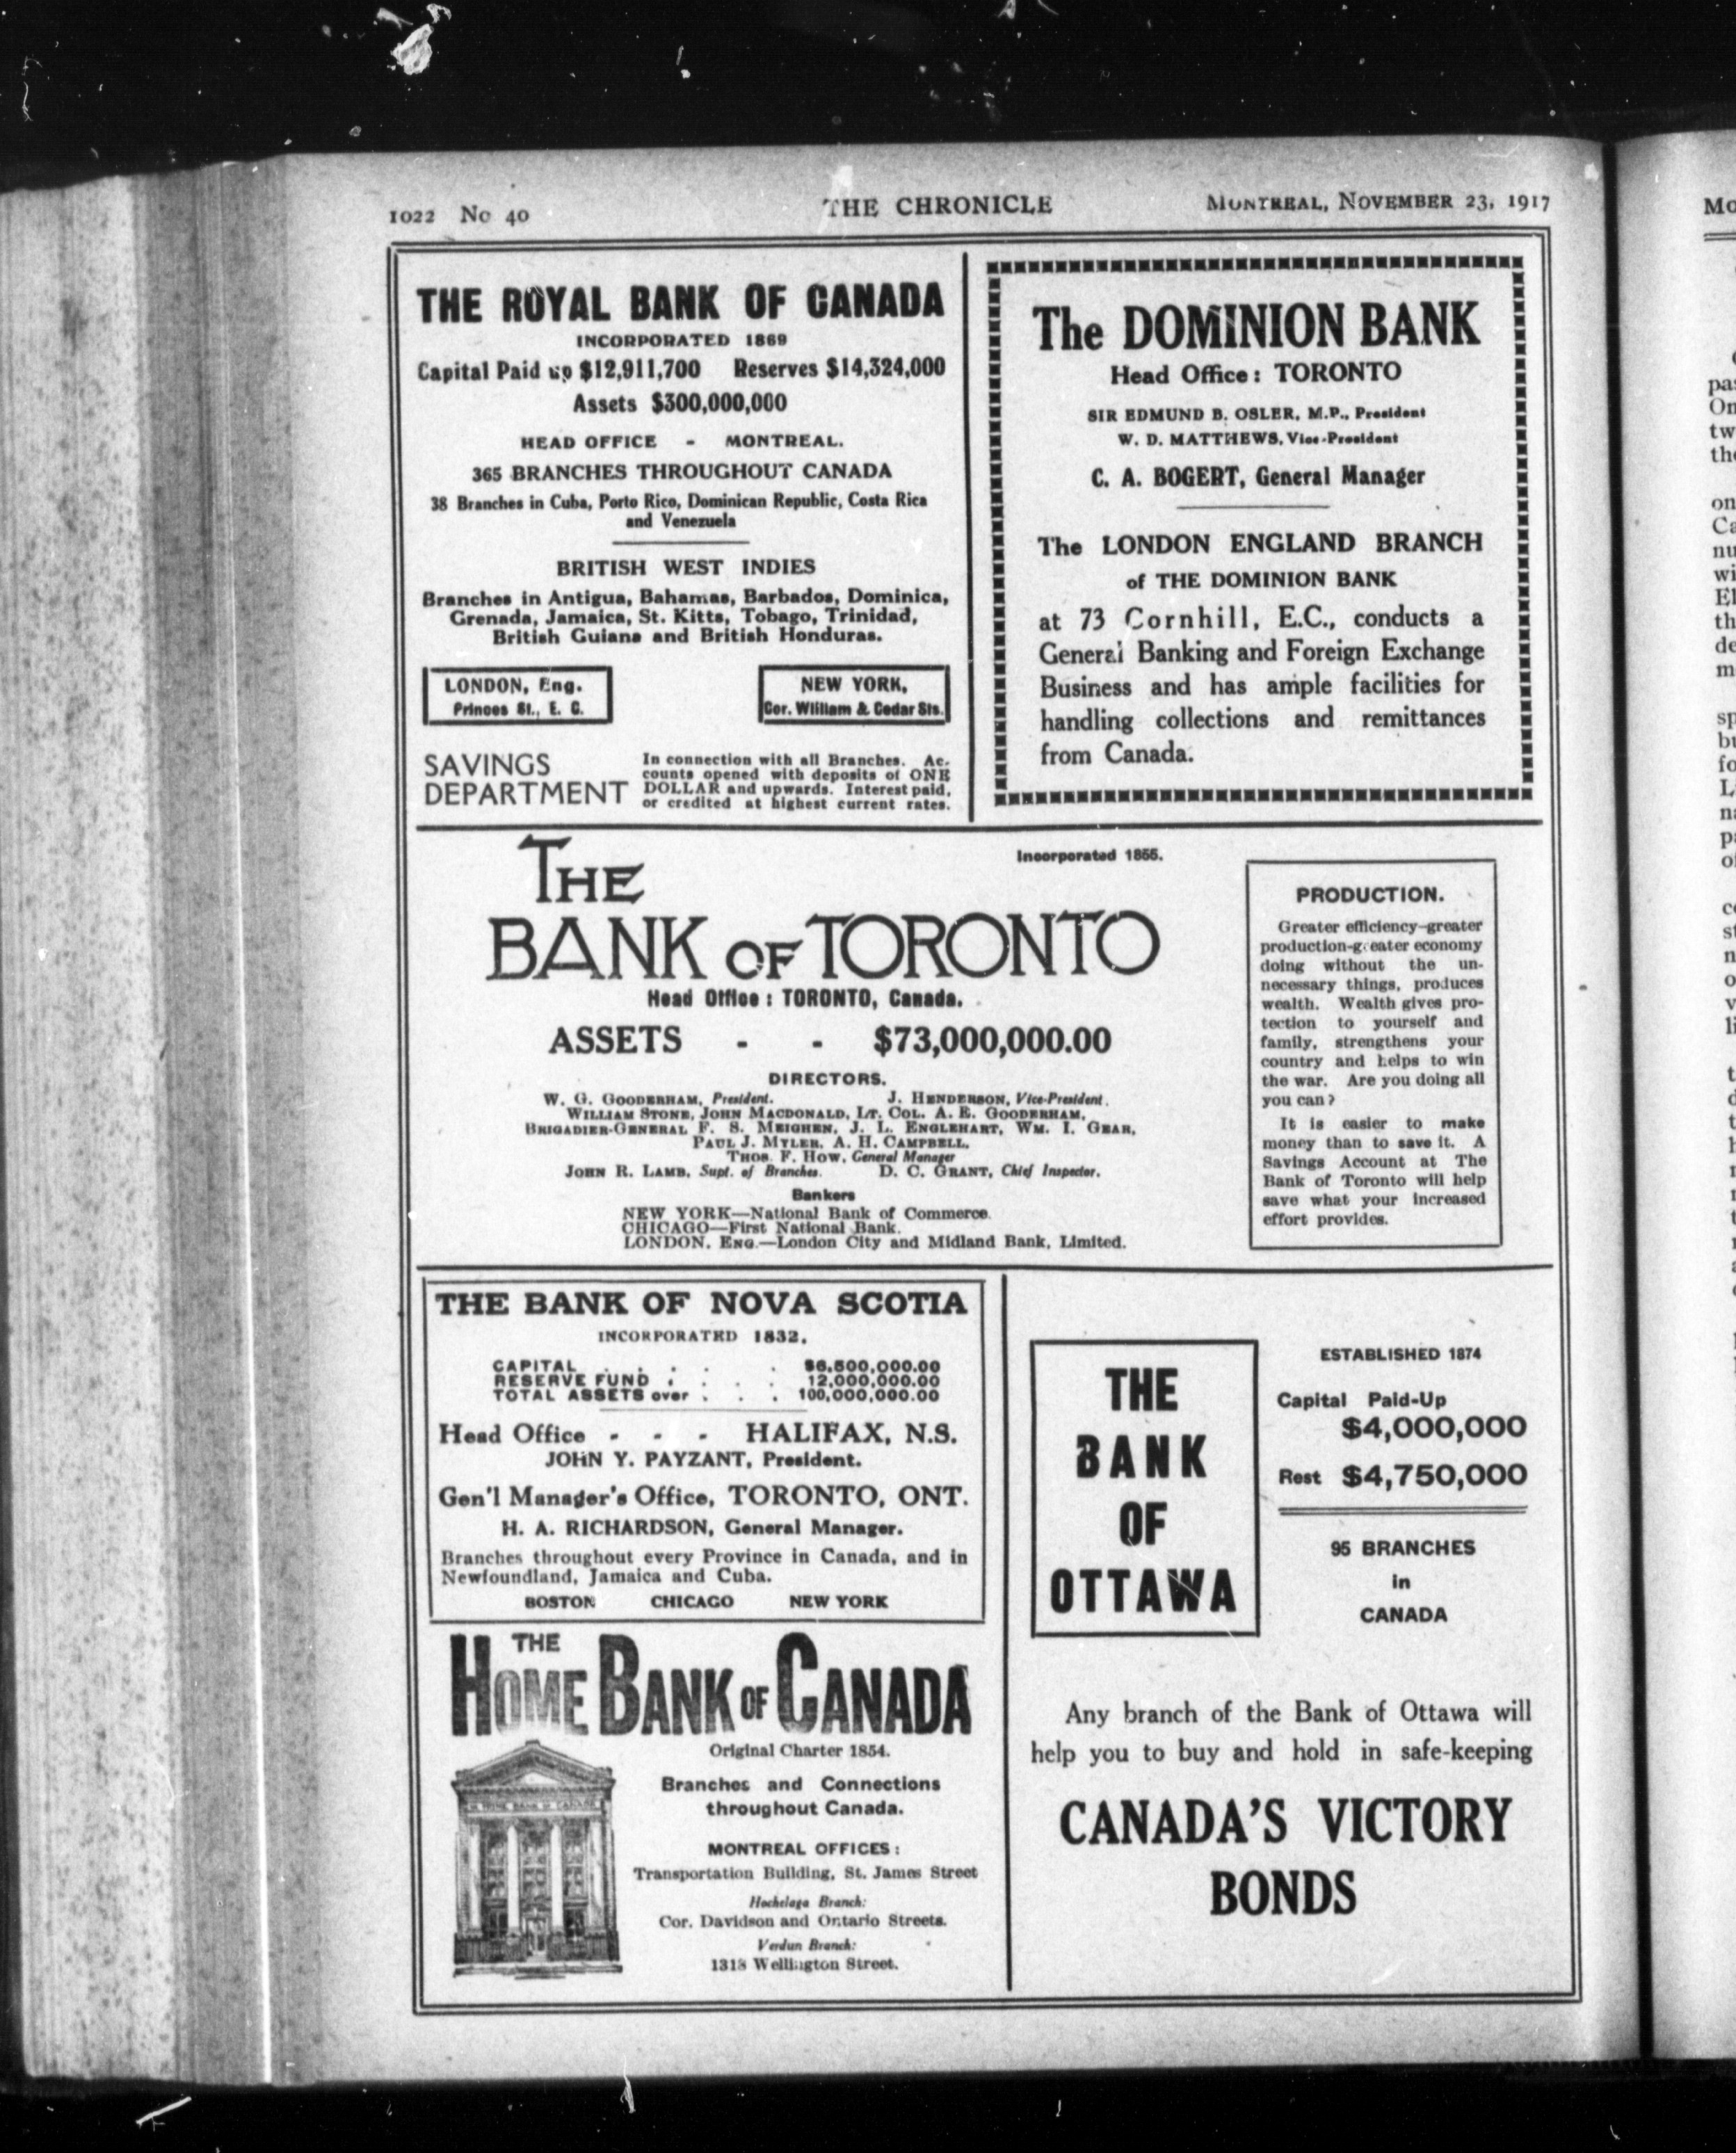 1022 No 40
THE CHRONICLE
MONTREAL, NOVEMBER 23, 1917
THE ROYAL BANK OF CANADA
INCORPORATED 1869
Capital Paid up $12,911,700 Reserves $14,324,000
Assets $300,000,000
HEAD OFFICE - MONTREAL.
365 BRANCHES THROUGHOUT CANADA
38 Branches in Cuba, Porto Rico, Dominican Republic, Costa Rica
and Venezuela
BRITISH WEST INDIES
Branches in Antigua, Bahamas, Barbados, Dominica,
Grenada, Jamaica, St. Kitts, Tobago, Trinidad,
British Guiana and British Honduras.
LONDON, Eng.
Princes St., E. C.
NEW YORK,
Cor. William & Cedar Sts.
SAVINGS
DEPARTMENT
In connection with all Branches. Ac-
counts opened with deposits of ONE
DOLLAR and upwards. Interest paid,
or credited at highest current rates.
The DOMINION BANK
Head Office: TORONTO
SIR EDMUND B. OSLER, M.P., President
W. D. MATTHEWS, Vice-President
C. A. BOGERT, General Manager
The LONDON ENGLAND BRANCH
of THE DOMINION BANK
at 73 Cornhill, E.C., conducts a
General Banking and Foreign Exchange
Business and has ample facilities for
handling collections and remittances
from Canada.
THE
BANK OF TORONTO
Incorporated 1855.
Head Office: TORONTO, Canada.
ASSETS - - $73,000,000.00
DIRECTORS.
W. G. GOODERHAM, President. J. HENDERSON, Vice-President.
WILLIAM STONE, JOHN MACDONALD, LT. COL. A. E. GOODERHAM,
BRIGADIER-GENERAL F. S. MEIGHEN, J. L. ENGLEHART, WM. I. GEAR,
PAUL J. MYLER, A. H. CAMPBELL,
THOS. F. HOW, General Manager
JOHN R. LAMB, Supt. of Branches. D. C. GRANT, Chief Inspector.
Bankers
NEW YORK—National Bank of Commerce.
CHICAGO—First National Bank.
LONDON, ENG.—London City and Midland Bank, Limited.
PRODUCTION.
Greater efficiency-greater
production-greater economy
doing without the un-
necessary things, produces
wealth. Wealth gives pro-
tection to yourself and
family, strengthens your
country and helps to win
the war. Are you doing all
you can?
It is easier to make
money than to save it. A
Savings Account at The
Bank of Toronto will help
save what your increased
effort provides.
THE BANK OF NOVA SCOTIA
INCORPORATED 1832.
CAPITAL . . . . . $6,500,000.00
RESERVE FUND . . . . 12,000,000.00
TOTAL ASSETS over . . . 100,000,000.00
Head Office - - - HALIFAX, N.S.
JOHN Y. PAYZANT, President.
Gen'l Manager's Office, TORONTO, ONT.
H. A. RICHARDSON, General Manager.
Branches throughout every Province in Canada, and in
Newfoundland, Jamaica and Cuba.
BOSTON CHICAGO NEW YORK
THE
HOME BANK OF CANADA
Original Charter 1854.
Branches and Connections
throughout Canada.
MONTREAL OFFICES:
Transportation Building, St. James Street
Hochelaga Branch:
Cor. Davidson and Ontario Streets.
Verdun Branch:
1318 Wellington Street.
THE
BANK
OF
OTTAWA
ESTABLISHED 1874
Capital Paid-Up
$4,000,000
Rest $4,750,000
95 BRANCHES
in
CANADA
Any branch of the Bank of Ottawa will
help you to buy and hold in safe-keeping
CANADA'S VICTORY
BONDS